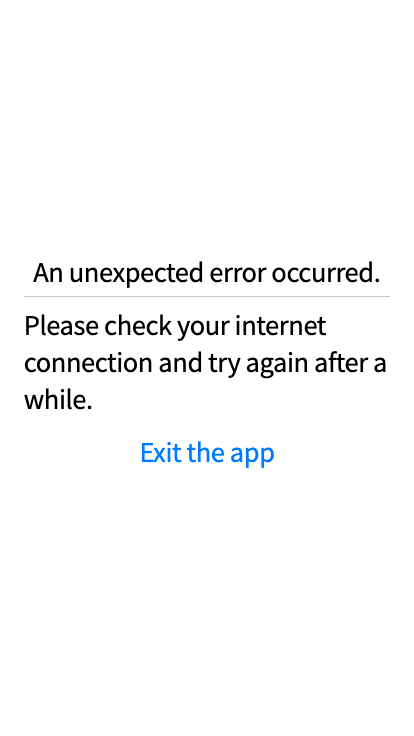 An unexpected error occurred.
Please check your internet
connection and try again after a
while.
Exit the app